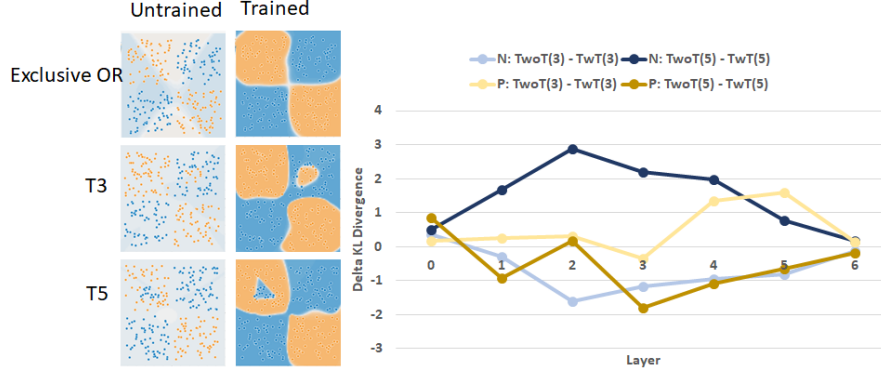 Untrained Trained
Exclusive OR
T3
T5
N: TwoT(3) - TwT(3) N: TwoT(5) - TwT(5)
P: TwoT(3) - TwT(3) P: TwoT(5) - TwT(5)
4
3
2
1
0
-1
-2
-3
Delta KL Divergence
0 1 2 3 4 5 6
Layer